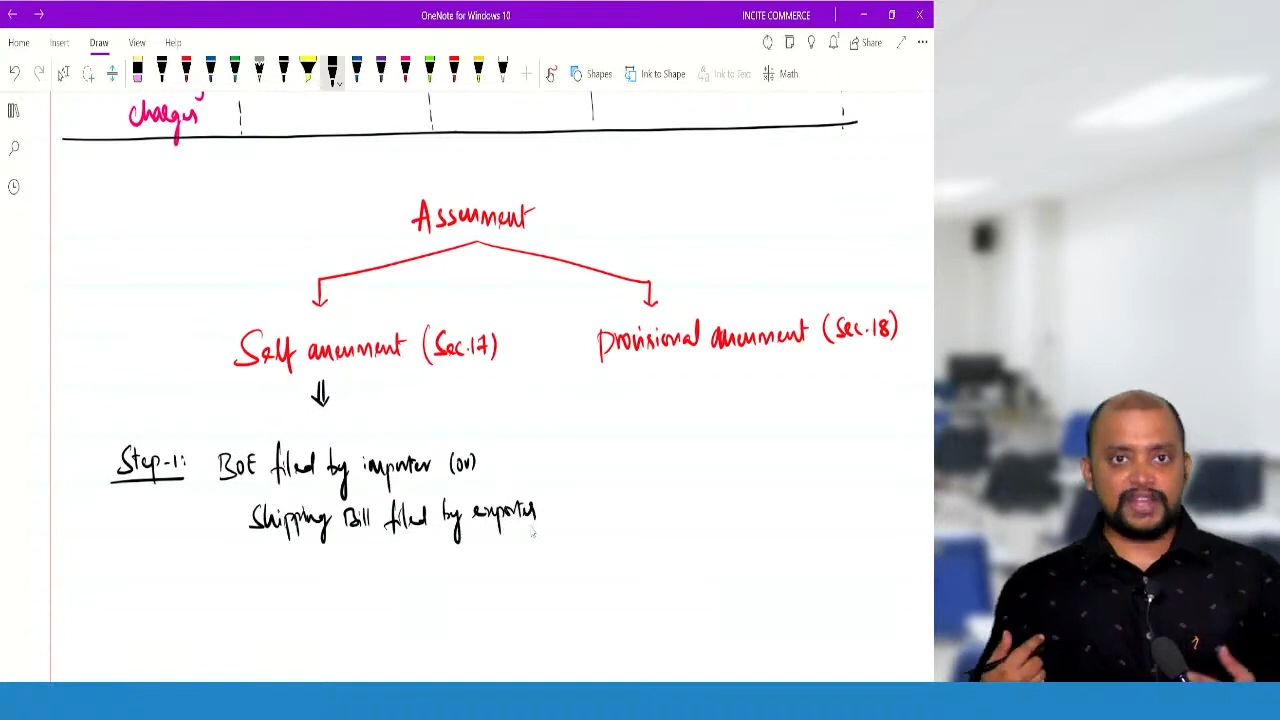 OneNote for Windows 10
INCITE COMMERCE
Home Insert Draw View Help
Share
Shapes Ink to Shape Ink to Text Math
charges
Assessment
Self assessment (Sec.17)
Provisional assessment (Sec.18)
Step-1: BOE filed by importer (or)
Shipping Bill filed by exporter